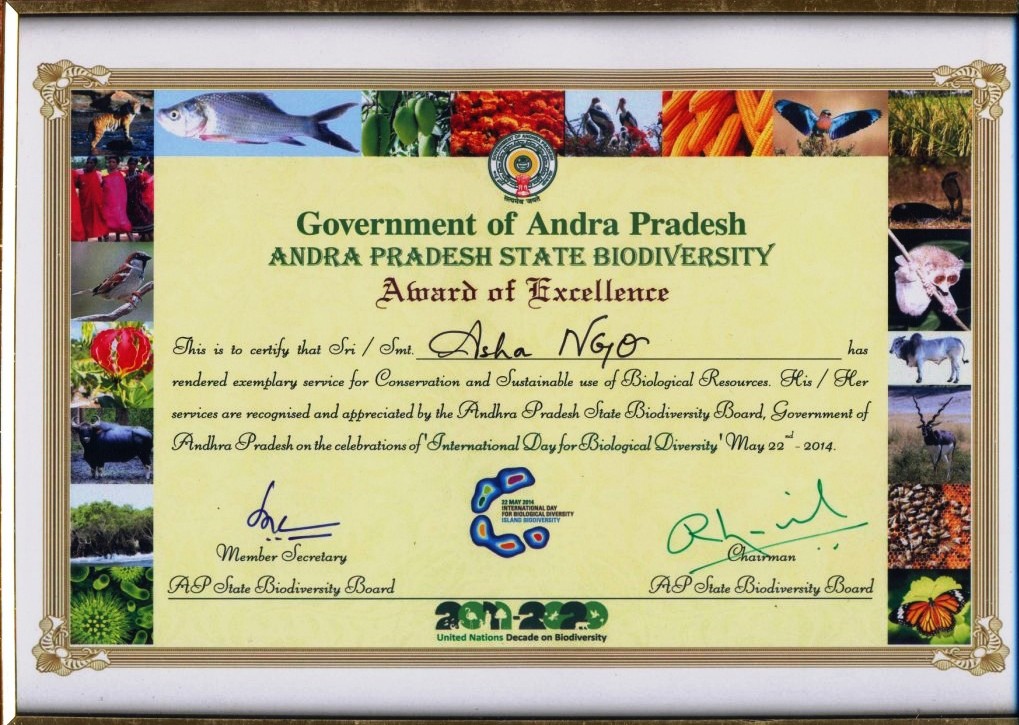 सत्यमेव जयते
Government of Andra Pradesh
ANDRA PRADESH STATE BIODIVERSITY
Award of Excellence
This is to certify that Sri / Smt. Asha NGO has
rendered exemplary service for Conservation and Sustainable use of Biological Resources. His / Her
services are recognised and appreciated by the Andhra Pradesh State Biodiversity Board, Government of
Andhra Pradesh on the celebrations of 'International Day for Biological Diversity' May 22nd - 2014.
22 MAY 2014
INTERNATIONAL DAY
FOR BIOLOGICAL DIVERSITY
ISLAND BIODIVERSITY
Member Secretary
AP State Biodiversity Board
Chairman
AP State Biodiversity Board
2011-2020
United Nations Decade on Biodiversity